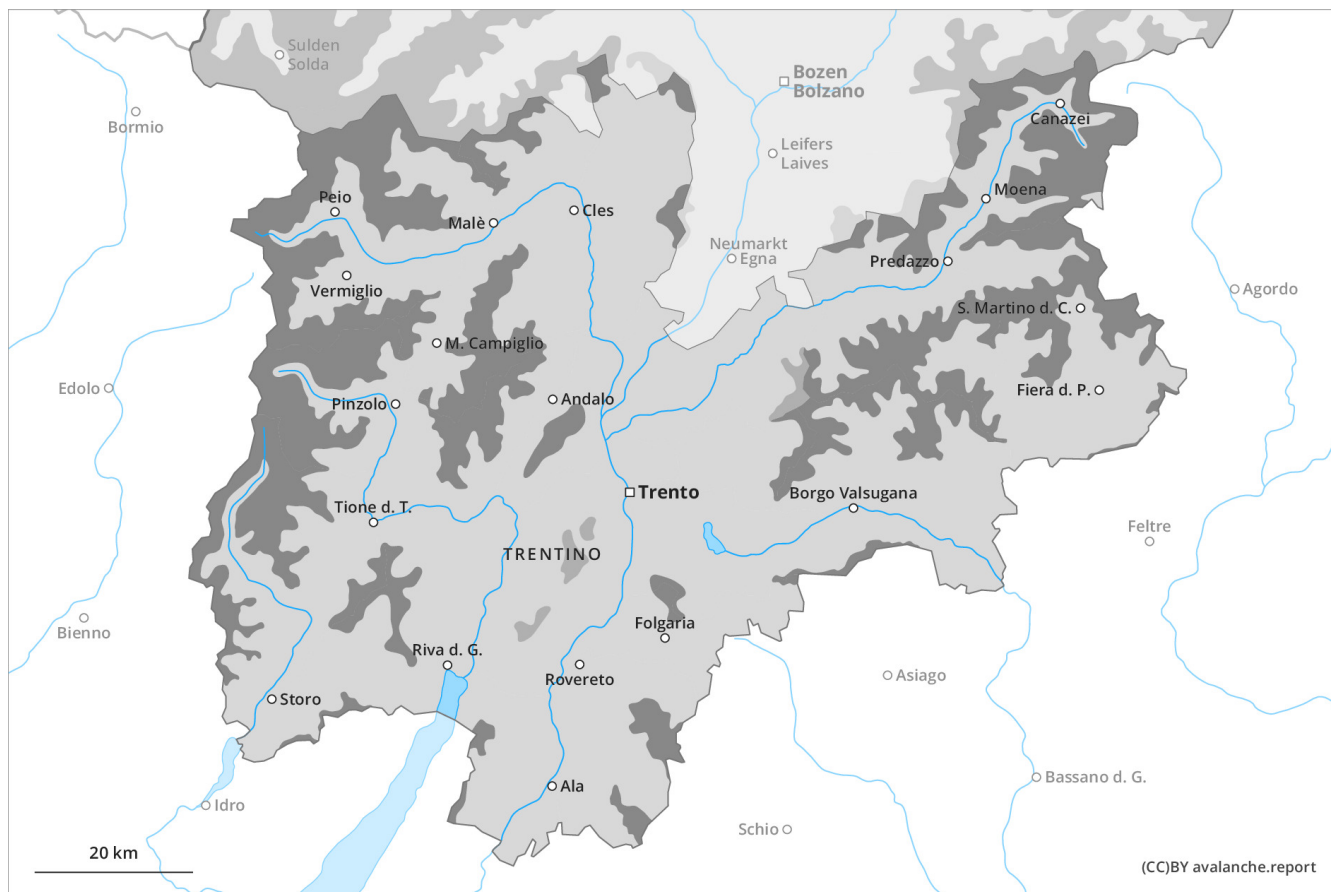 Sulden
Solda
Bozen
Bolzano
Bormio
Canazei
Leifers
Laives
Peio
Moena
Malè
Cles
Neumarkt
Egna
Predazzo
Vermiglio
Agordo
S. Martino d. C.
M. Campiglio
Edolo
Fiera d. P.
Pinzolo
Andalo
Trento
Borgo Valsugana
Tione d. T.
Feltre
TRENTINO
Bienno
Folgaria
Riva d. G.
Rovereto
Asiago
Storo
Bassano d. G.
Ala
Idro
Schio
20 km
(CC)BY avalanche.report